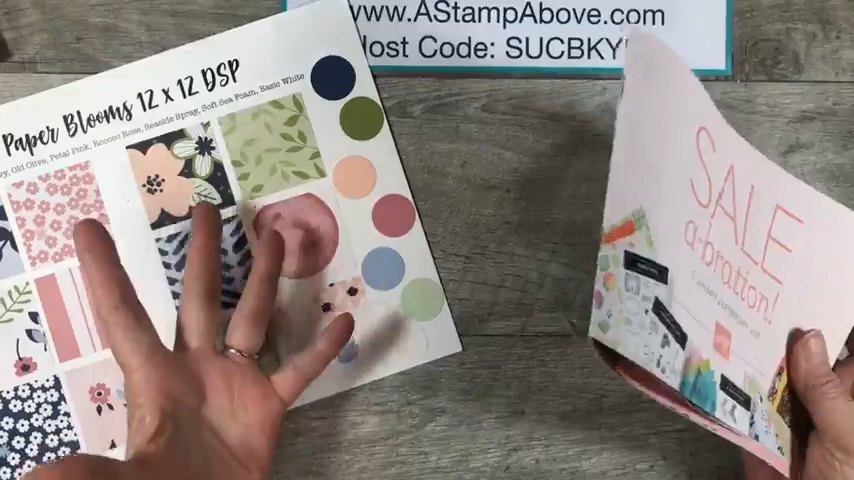 www.AStampAbove.com
Host Code: SUCBKY
Paper Blooms 12 x 12 DSP
Old Olive, Petal Pink, Rococo Rose, Seaside Spray, Soft Sea Foam, Basic White
SALE
a-bration!